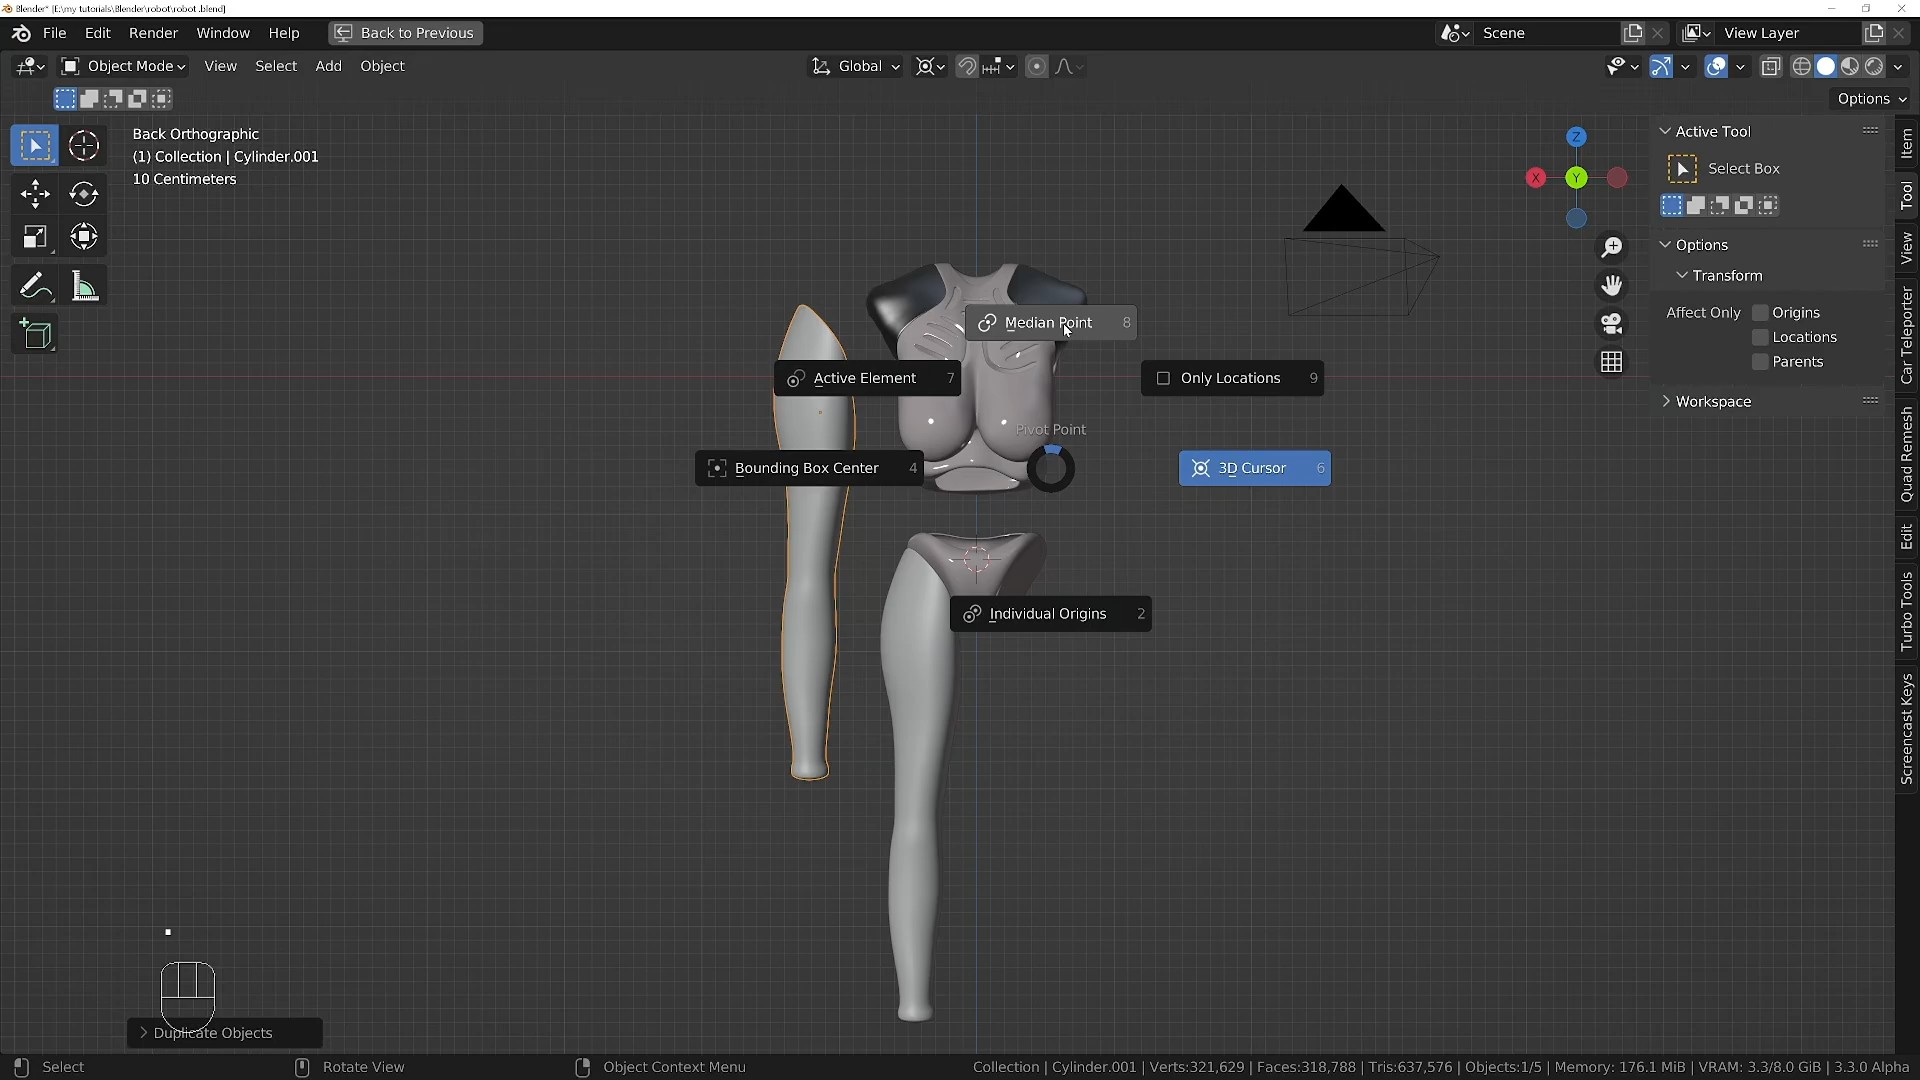 Blender* [E:\my tutorials\Blender\robot\robot .blend]
File Edit Render Window Help Back to Previous Scene View Layer
Object Mode View Select Add Object Global
Options
Back Orthographic
(1) Collection | Cylinder.001
10 Centimeters
Z
X
Y
Active Tool
Select Box
Options
Transform
Affect Only Origins
Locations
Parents
Workspace
Item
Tool
View
Car Teleporter
Quad Remesh
Edit
Turbo Tools
Screencast Keys
Median Point 8
Active Element 7
Only Locations 9
Pivot Point
Bounding Box Center 4
3D Cursor 6
Individual Origins 2
Duplicate Objects
Select Rotate View Object Context Menu Collection | Cylinder.001 | Verts:321,629 | Faces:318,788 | Tris:637,576 | Objects:1/5 | Memory: 176.1 MiB | VRAM: 3.3/8.0 GiB | 3.3.0 Alpha